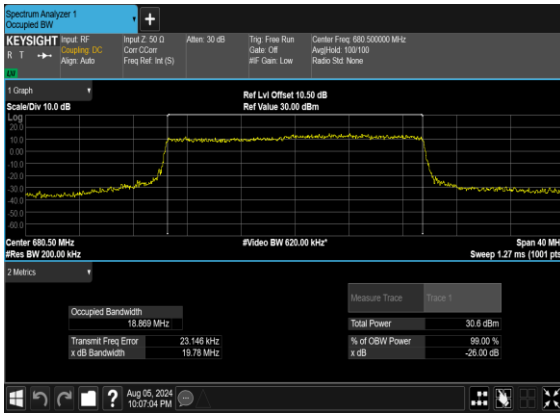 Spectrum Analyzer 1
Occupied BW
+
KEYSIGHT
R T
LXI
Input: RF
Coupling: DC
Align: Auto
Input Z: 50 Ω
Corr CCorr
Freq Ref: Int (S)
Atten: 30 dB
Trig: Free Run
Gate: Off
#IF Gain: Low
Center Freq: 680.500000 MHz
Avg|Hold: 100/100
Radio Std: None
1 Graph
Scale/Div 10.0 dB
Ref Lvl Offset 10.50 dB
Ref Value 30.00 dBm
Log
20.0
10.0
0.00
-10.0
-20.0
-30.0
-40.0
-50.0
-60.0
Center 680.50 MHz
#Res BW 200.00 kHz
#Video BW 620.00 kHz*
Span 40 MH
Sweep 1.27 ms (1001 pts
2 Metrics
Measure Trace Trace 1
Occupied Bandwidth
18.869 MHz
Total Power 30.6 dBm
Transmit Freq Error 23.146 kHz
% of OBW Power 99.00 %
x dB Bandwidth 19.78 MHz
x dB -26.00 dB
?
Aug 05, 2024
10:07:04 PM